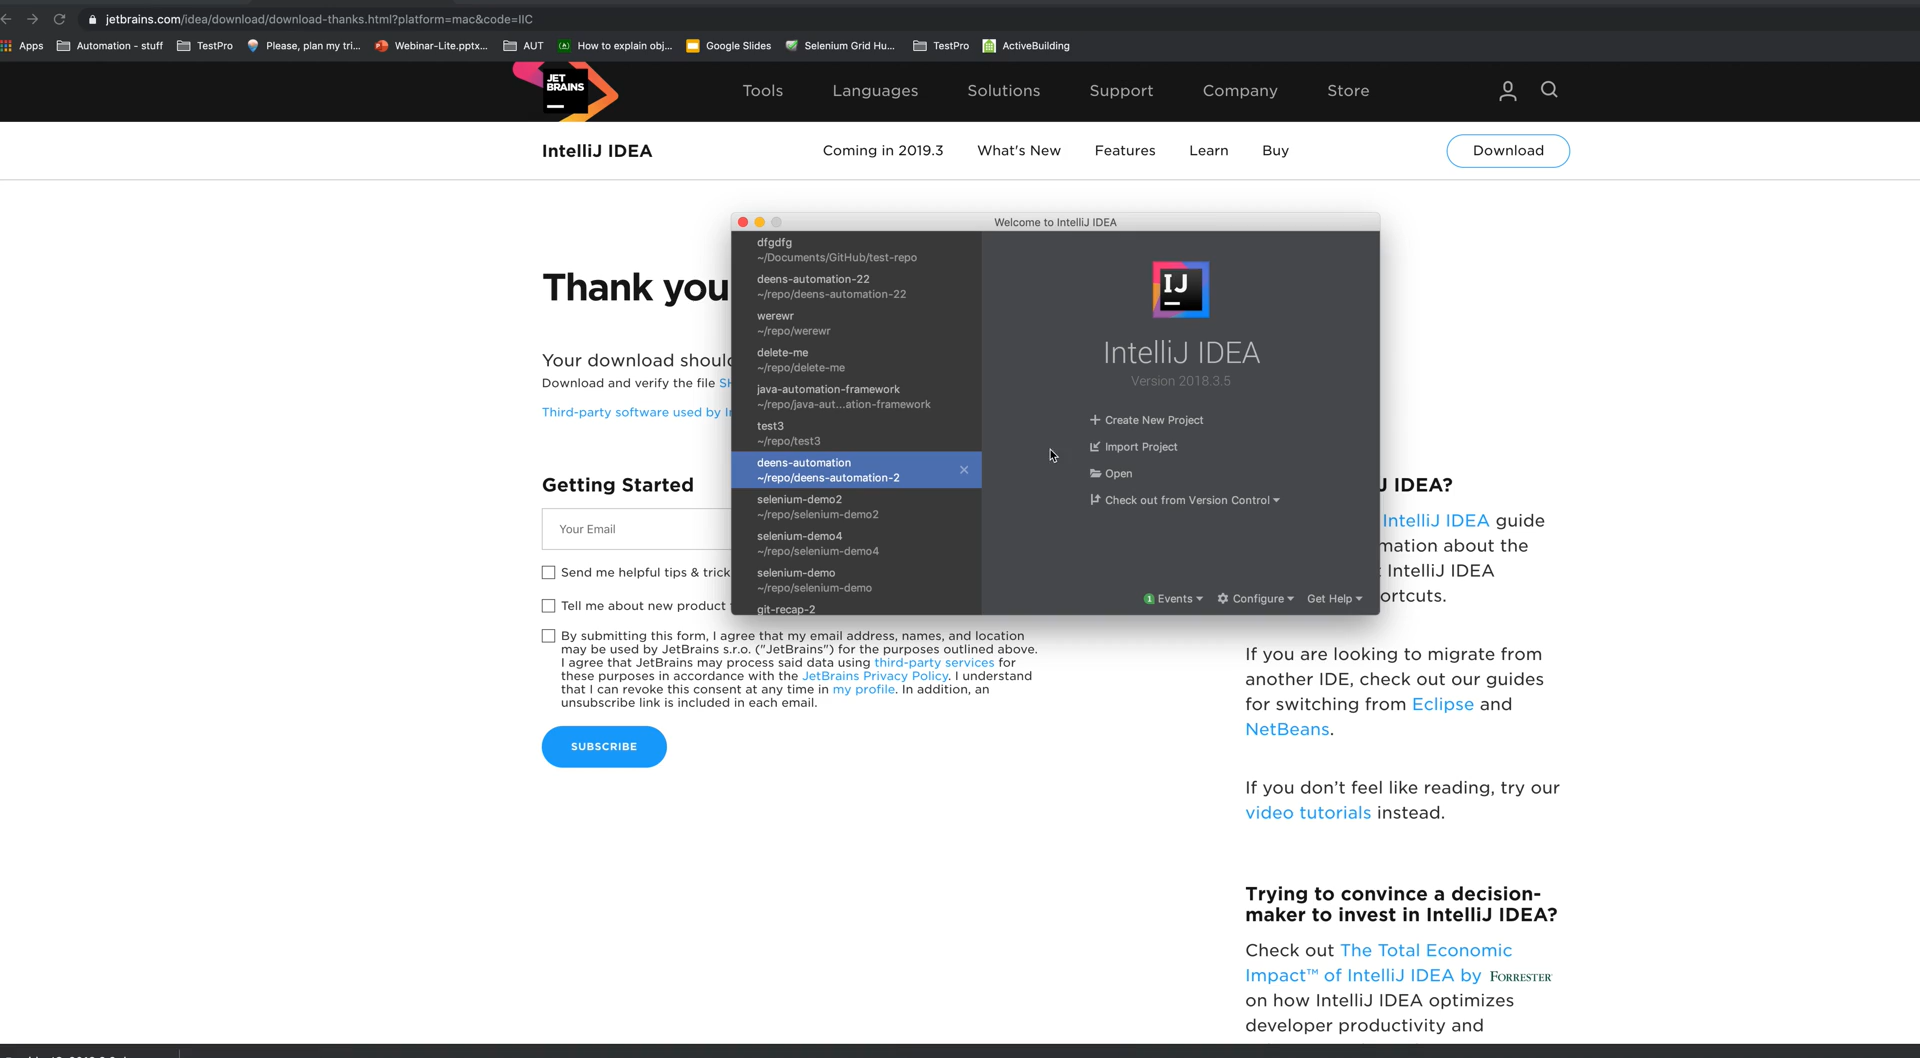 jetbrains.com/idea/download/download-thanks.html?platform=mac&code=IIC
Apps Automation - stuff TestPro Please, plan my tri... Webinar-Lite.pptx... AUT How to explain obj... Google Slides Selenium Grid Hu... TestPro ActiveBuilding
JET
BRAINS
Tools Languages Solutions Support Company Store
IntelliJ IDEA Coming in 2019.3 What's New Features Learn Buy Download
Thank you
Your download shoul
Download and verify the file
Third-party software used by
Getting Started
Your Email
Send me helpful tips & trick
Tell me about new product
By submitting this form, I agree that my email address, names, and location
may be used by JetBrains s.r.o. ("JetBrains") for the purposes outlined above.
I agree that JetBrains may process said data using third-party services for
these purposes in accordance with the JetBrains Privacy Policy. I understand
that I can revoke this consent at any time in my profile. In addition, an
unsubscribe link is included in each email.
SUBSCRIBE
Welcome to IntelliJ IDEA
dfgdfg
~/Documents/GitHub/test-repo
deens-automation-22
~/repo/deens-automation-22
werewr
~/repo/werewr
delete-me
~/repo/delete-me
java-automation-framework
~/repo/java-aut...ation-framework
test3
~/repo/test3
deens-automation
~/repo/deens-automation-2
selenium-demo2
~/repo/selenium-demo2
selenium-demo4
~/repo/selenium-demo4
selenium-demo
~/repo/selenium-demo
git-recap-2
IJ
IntelliJ IDEA
Version 2018.3.5
Create New Project
Import Project
Open
Check out from Version Control
1 Events Configure Get Help
J IDEA?
IntelliJ IDEA guide
mation about the
IntelliJ IDEA
ortcuts.
If you are looking to migrate from
another IDE, check out our guides
for switching from Eclipse and
NetBeans.
If you don't feel like reading, try our
video tutorials instead.
Trying to convince a decision-
maker to invest in IntelliJ IDEA?
Check out The Total Economic
Impact™ of IntelliJ IDEA by FORRESTER
on how IntelliJ IDEA optimizes
developer productivity and